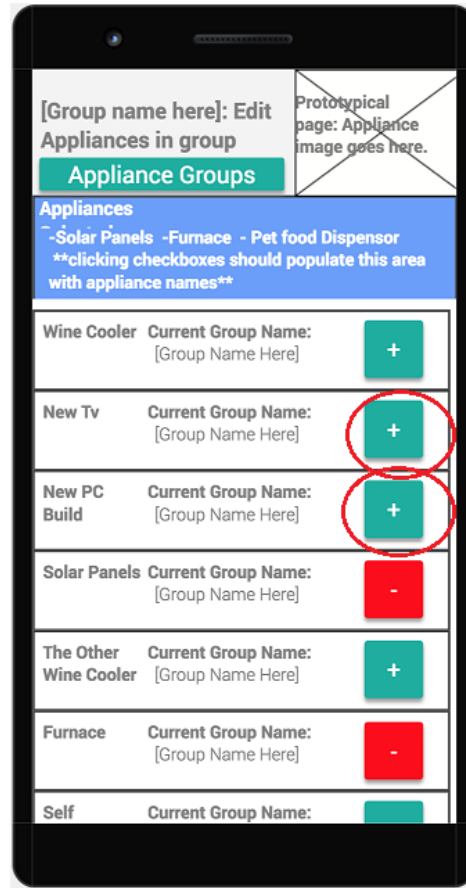 [Group name here]: Edit
Appliances in group
Prototypical
page: Appliance
image goes here.
Appliance Groups
Appliances
-Solar Panels -Furnace - Pet food Dispensor
**clicking checkboxes should populate this area
with appliance names**
Wine Cooler Current Group Name:
[Group Name Here]
+
New Tv Current Group Name:
[Group Name Here]
+
New PC Current Group Name:
Build [Group Name Here]
+
Solar Panels Current Group Name:
[Group Name Here]
-
The Other Current Group Name:
Wine Cooler [Group Name Here]
+
Furnace Current Group Name:
[Group Name Here]
-
Self Current Group Name: